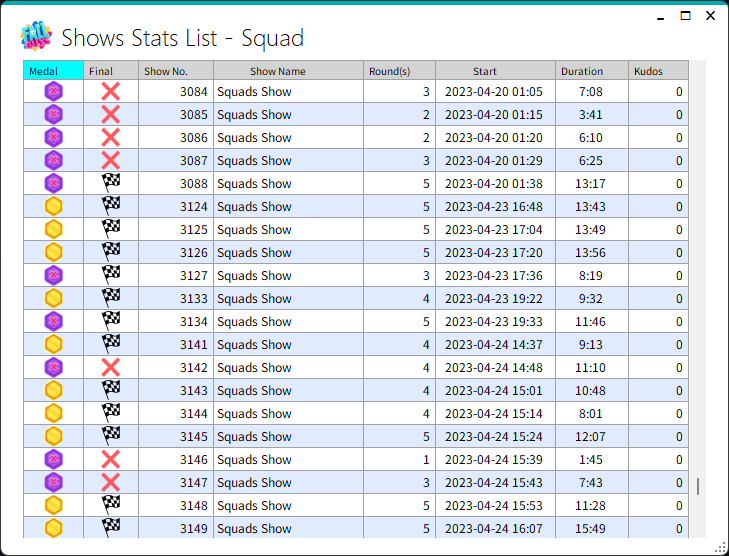 FALL GUYS
Shows Stats List - Squad
Medal Final Show No. Show Name Round(s) Start Duration Kudos
3084 Squads Show 3 2023-04-20 01:05 7:08 0
3085 Squads Show 2 2023-04-20 01:15 3:41 0
3086 Squads Show 2 2023-04-20 01:20 6:10 0
3087 Squads Show 3 2023-04-20 01:29 6:25 0
3088 Squads Show 5 2023-04-20 01:38 13:17 0
3124 Squads Show 5 2023-04-23 16:48 13:43 0
3125 Squads Show 5 2023-04-23 17:04 13:49 0
3126 Squads Show 5 2023-04-23 17:20 13:56 0
3127 Squads Show 3 2023-04-23 17:36 8:19 0
3133 Squads Show 4 2023-04-23 19:22 9:32 0
3134 Squads Show 5 2023-04-23 19:33 11:46 0
3141 Squads Show 4 2023-04-24 14:37 9:13 0
3142 Squads Show 4 2023-04-24 14:48 11:10 0
3143 Squads Show 4 2023-04-24 15:01 10:48 0
3144 Squads Show 4 2023-04-24 15:14 8:01 0
3145 Squads Show 5 2023-04-24 15:24 12:07 0
3146 Squads Show 1 2023-04-24 15:39 1:45 0
3147 Squads Show 3 2023-04-24 15:43 7:43 0
3148 Squads Show 5 2023-04-24 15:53 11:28 0
3149 Squads Show 5 2023-04-24 16:07 15:49 0